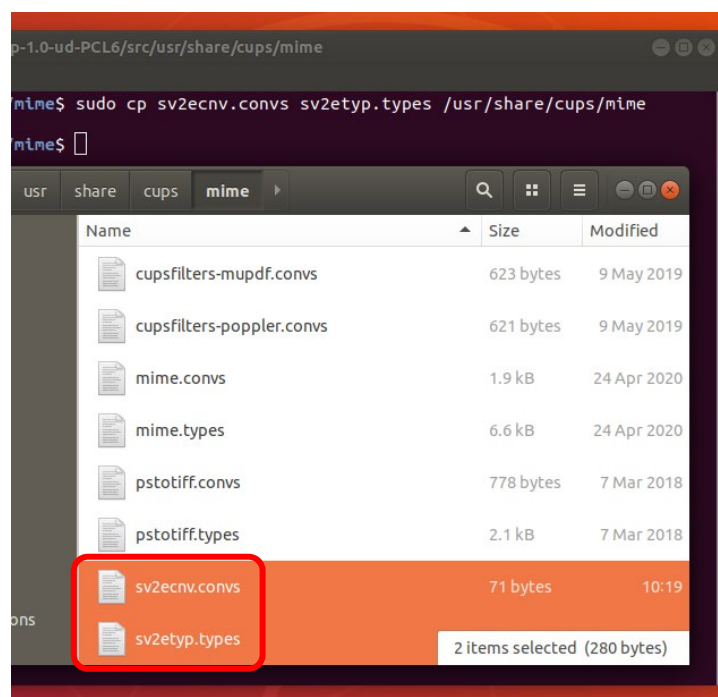 p-1.0-ud-PCL6/src/usr/share/cups/mime
/mime$ sudo cp sv2ecnv.convs sv2etyp.types /usr/share/cups/mime
/mime$
usr share cups mime
Name Size Modified
cupsfilters-mupdf.convs 623 bytes 9 May 2019
cupsfilters-poppler.convs 621 bytes 9 May 2019
mime.convs 1.9 kB 24 Apr 2020
mime.types 6.6 kB 24 Apr 2020
pstotiff.convs 778 bytes 7 Mar 2018
pstotiff.types 2.1 kB 7 Mar 2018
sv2ecnv.convs 71 bytes 10:19
ons
sv2etyp.types
2 items selected (280 bytes)